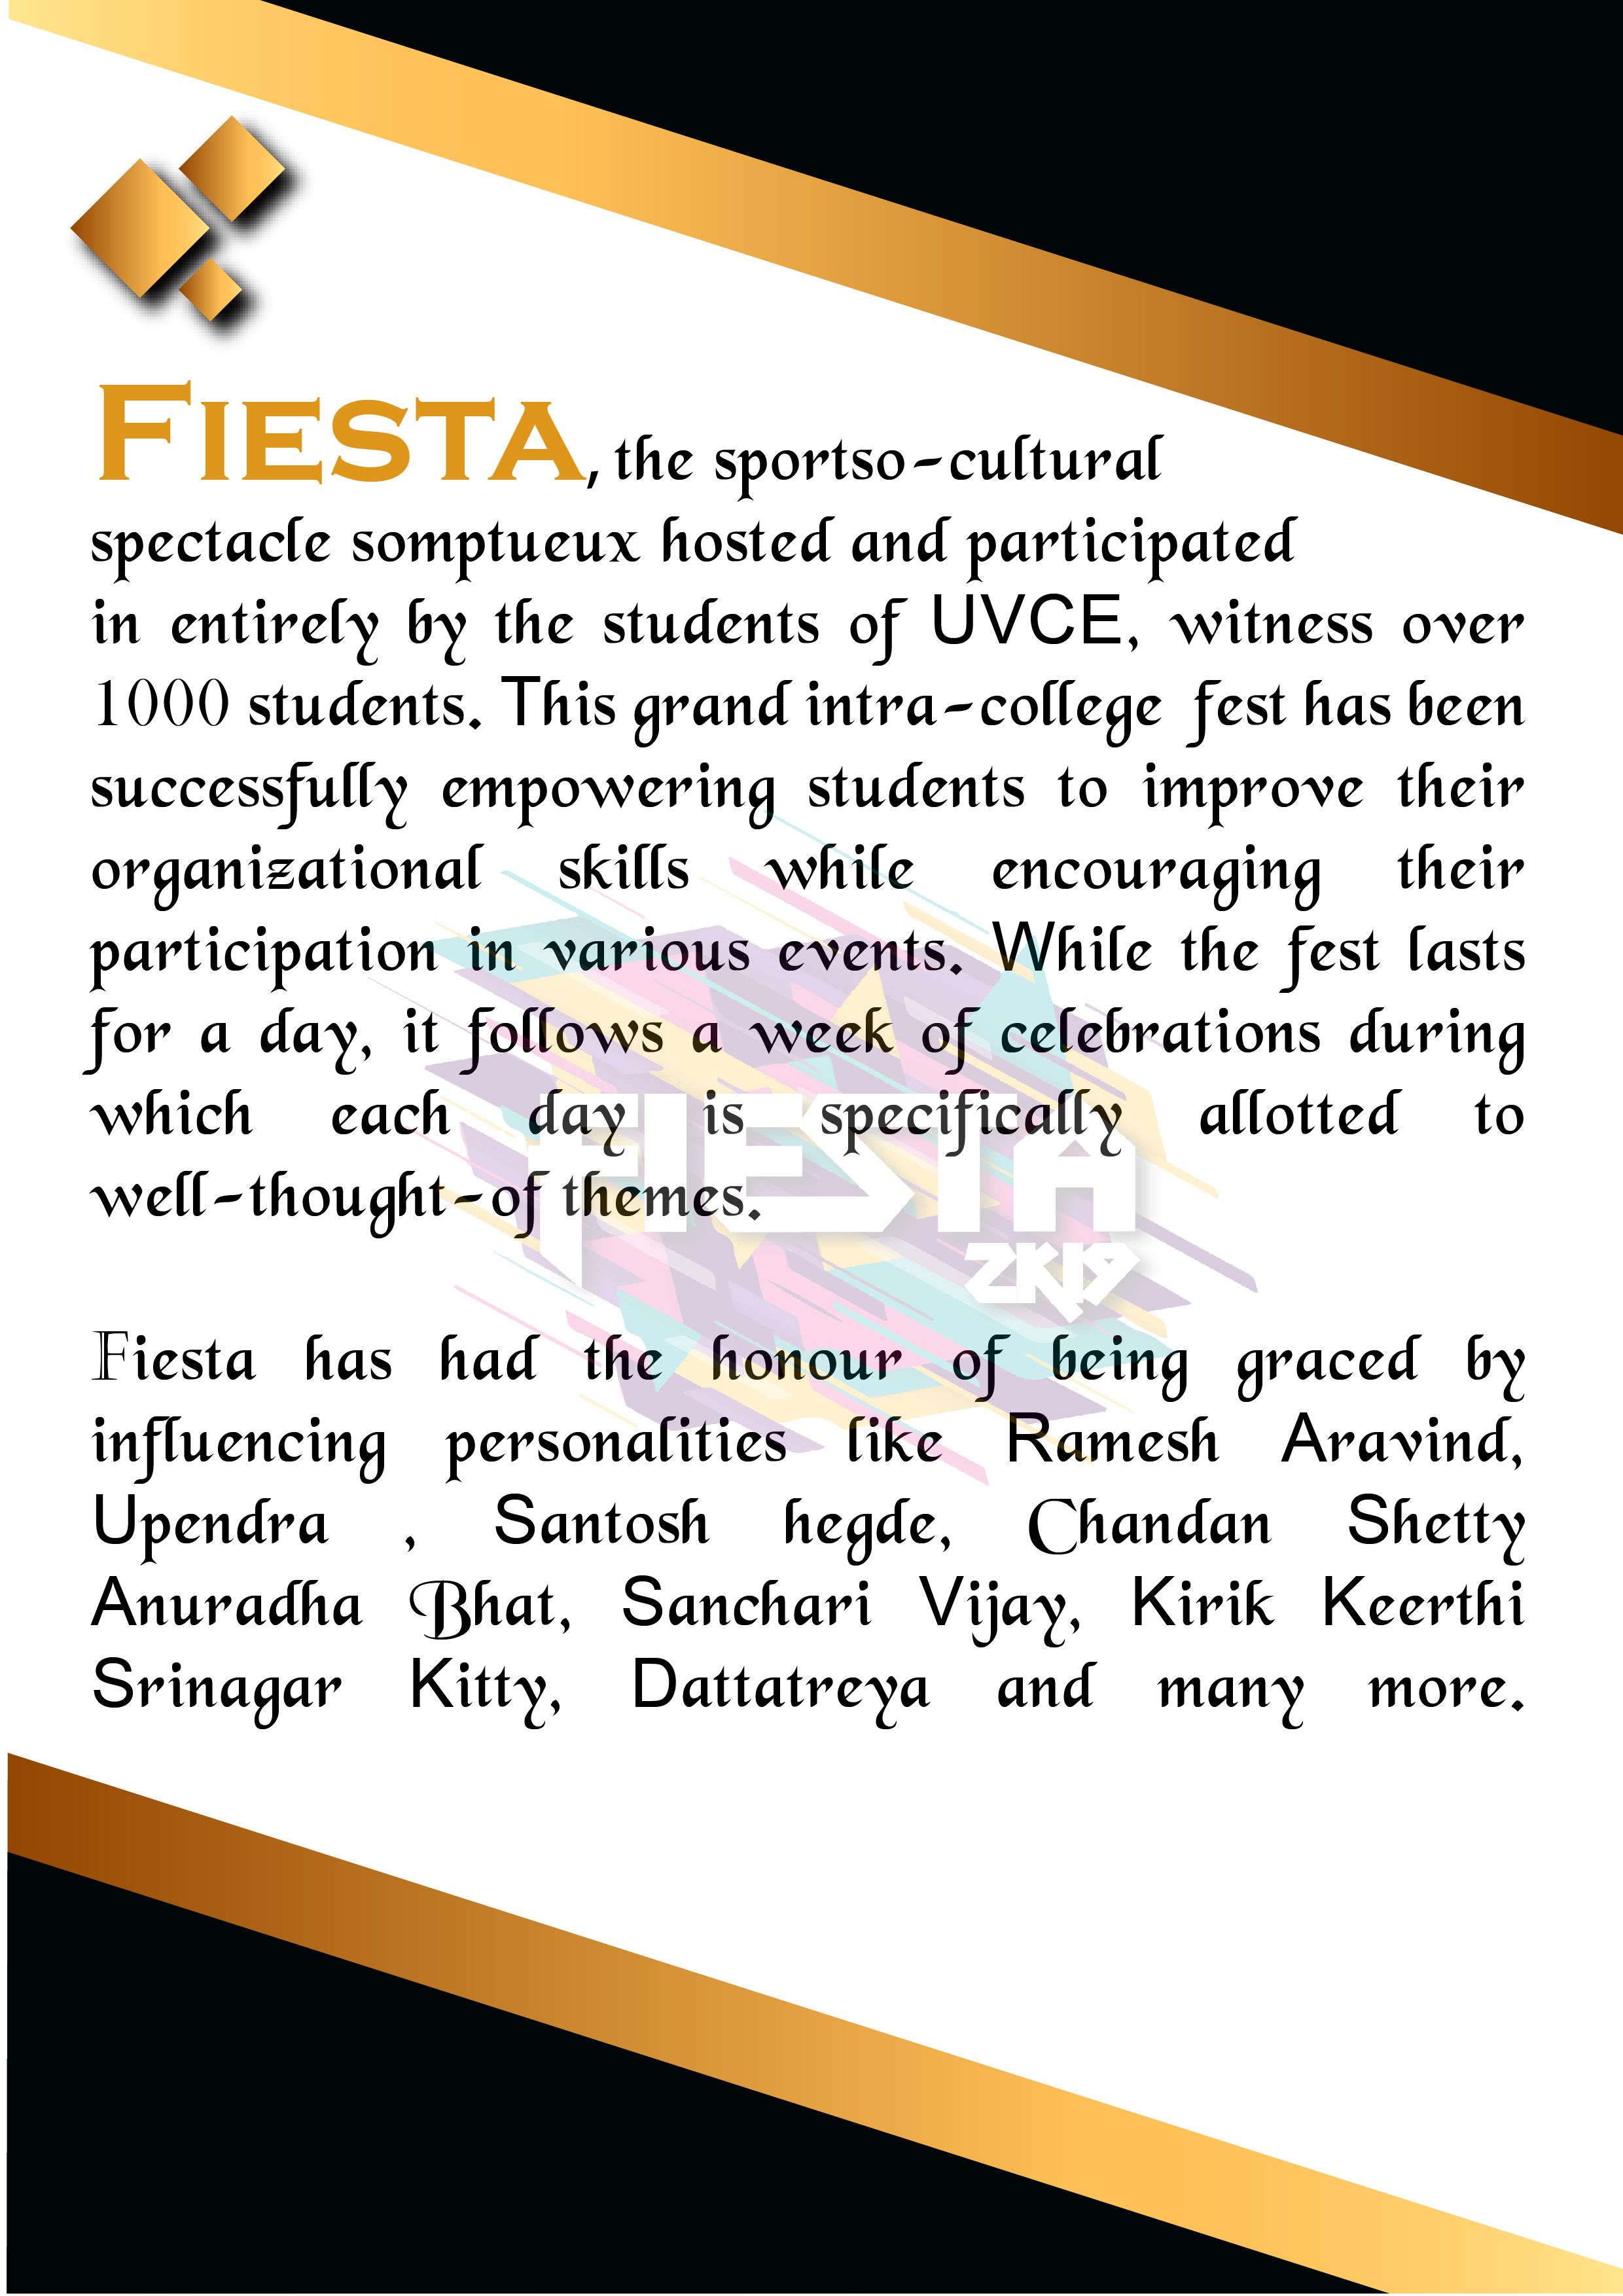 FIESTA, the sportso-cultural
spectacle somptueux hosted and participated
in entirely by the students of UVCE, witness over
1000 students. This grand intra-college fest has been
successfully empowering students to improve their
organizational skills while encouraging their
participation in various events. While the fest lasts
for a day, it follows a week of celebrations during
which each day is specifically allotted to
well-thought-of themes.
FIESTA
2K19
Fiesta has had the honour of being graced by
influencing personalities like Ramesh Aravind,
Upendra , Santosh hegde, Chandan Shetty
Anuradha Bhat, Sanchari Vijay, Kirik Keerthi
Srinagar Kitty, Dattatreya and many more.